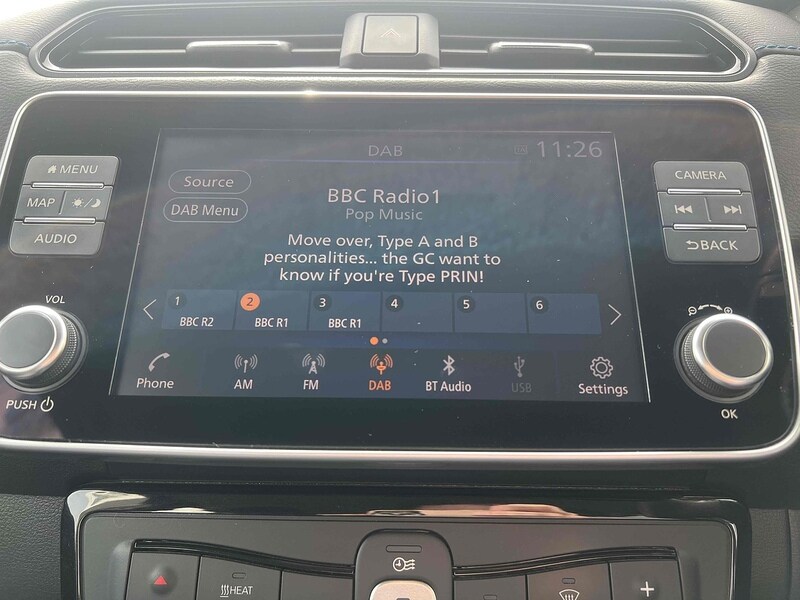 DAB
11:26
MENU
MAP
AUDIO
VOL
PUSH
Source
DAB Menu
BBC Radio1
Pop Music
Move over, Type A and B
personalities... the GC want to
know if you're Type PRIN!
1 2 3 4 5 6
BBC R2 BBC R1 BBC R1
Phone AM FM DAB BT Audio USB Settings
CAMERA
BACK
OK
HEAT
+